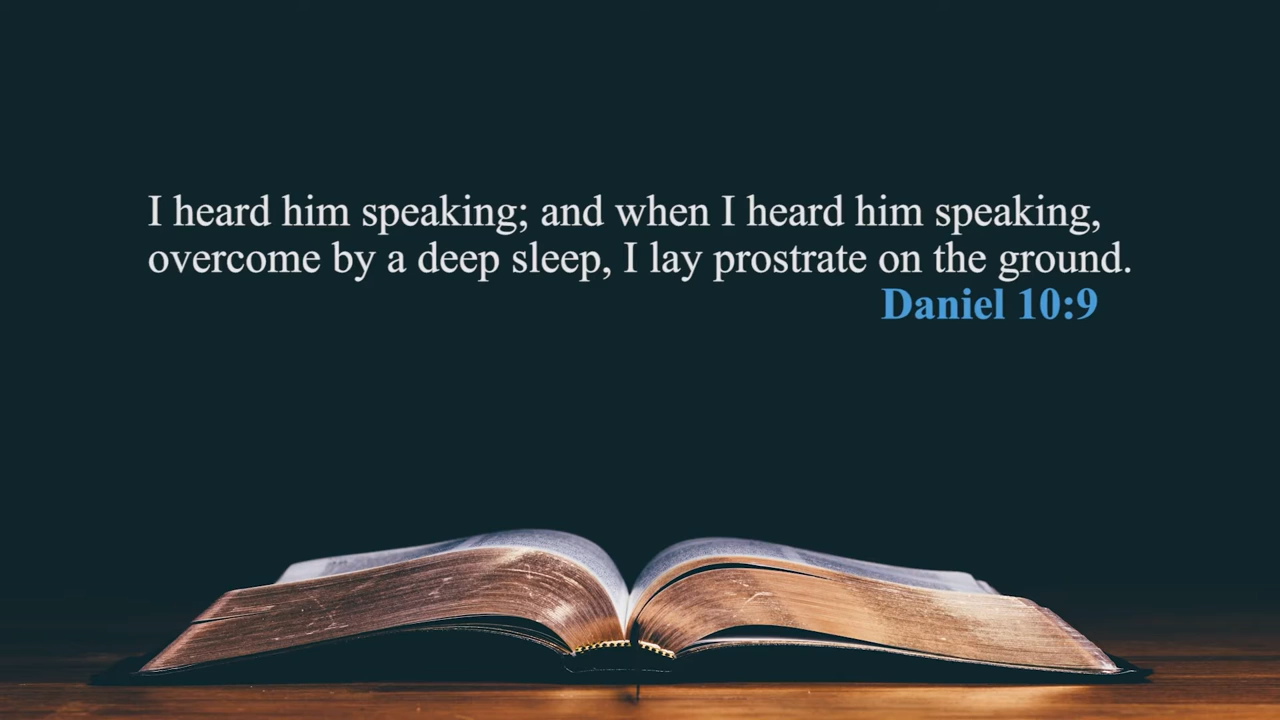 I heard him speaking; and when I heard him speaking,
overcome by a deep sleep, I lay prostrate on the ground.
Daniel 10:9